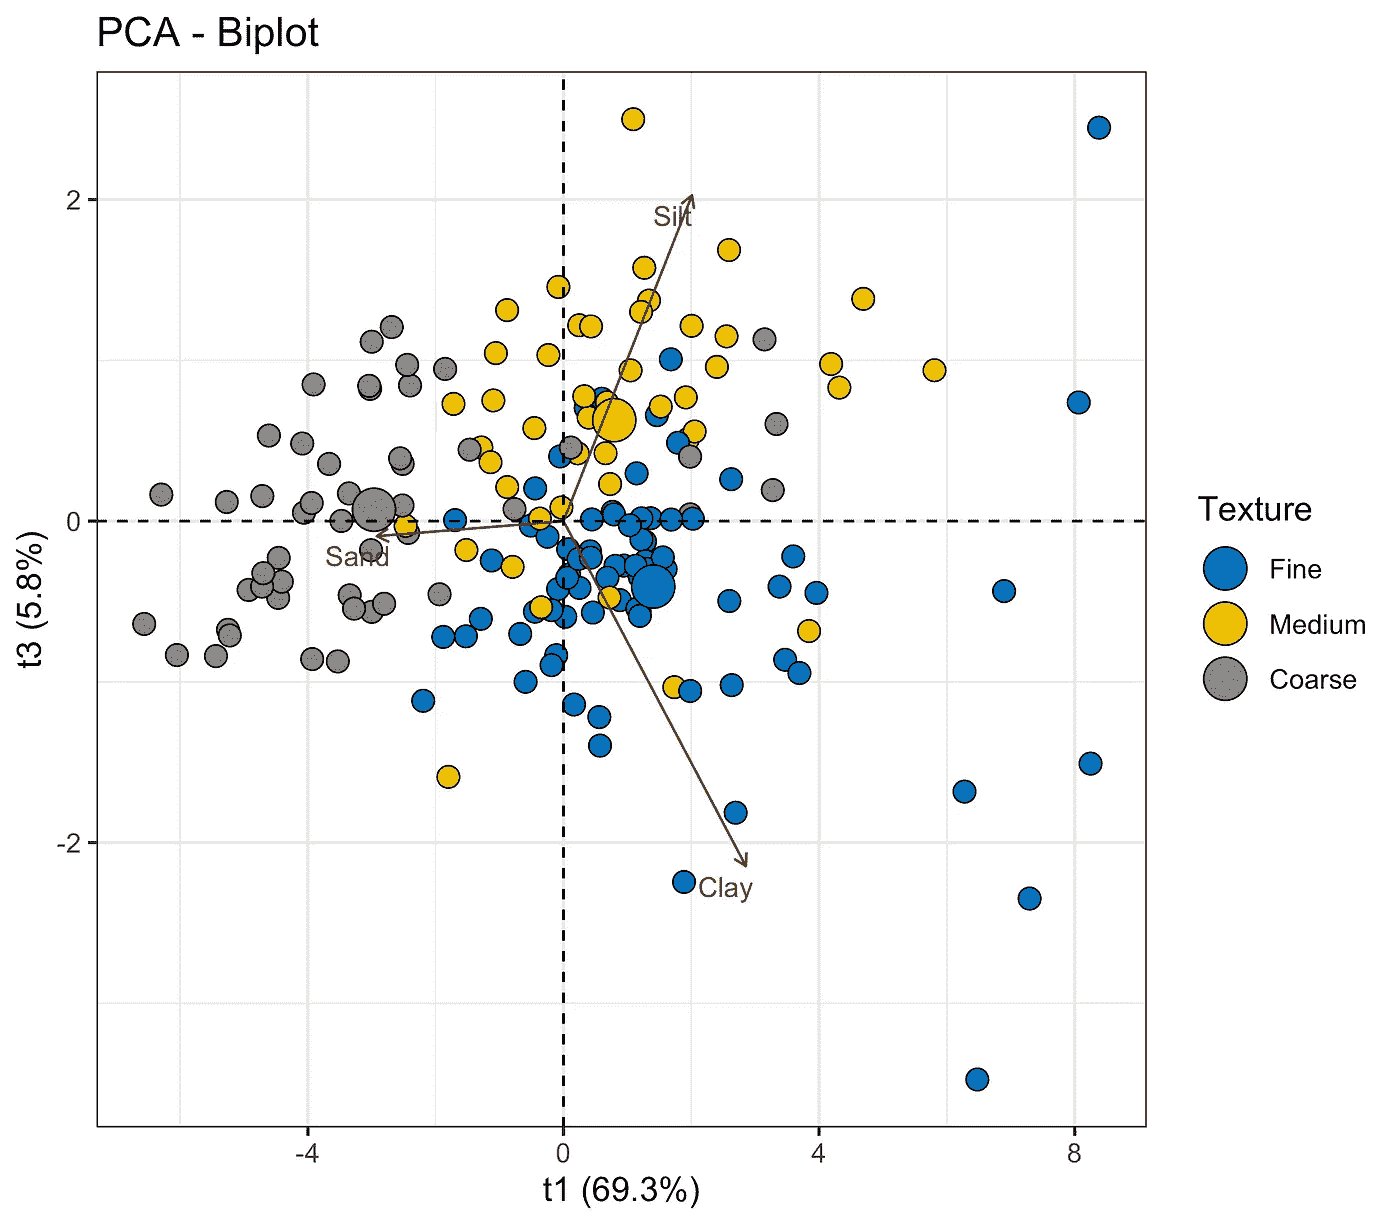 PCA - Biplot
2
0
-2
t3 (5.8%)
Silt
Sand
Clay
-4
0
4
8
t1 (69.3%)
Texture
Fine
Medium
Coarse